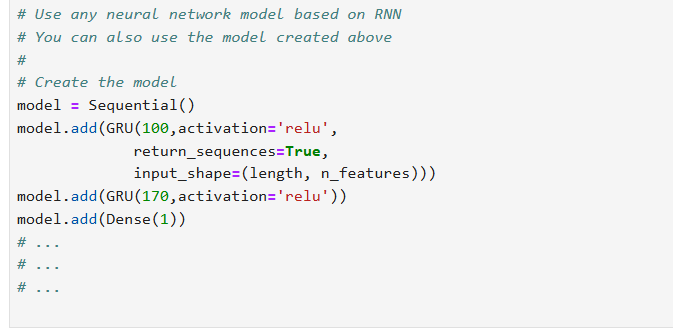 # Use any neural network model based on RNN
# You can also use the model created above
#
# Create the model
model = Sequential()
model.add(GRU(100,activation='relu',
              return_sequences=True,
              input_shape=(length, n_features)))
model.add(GRU(170,activation='relu'))
model.add(Dense(1))
# ...
# ...
# ...